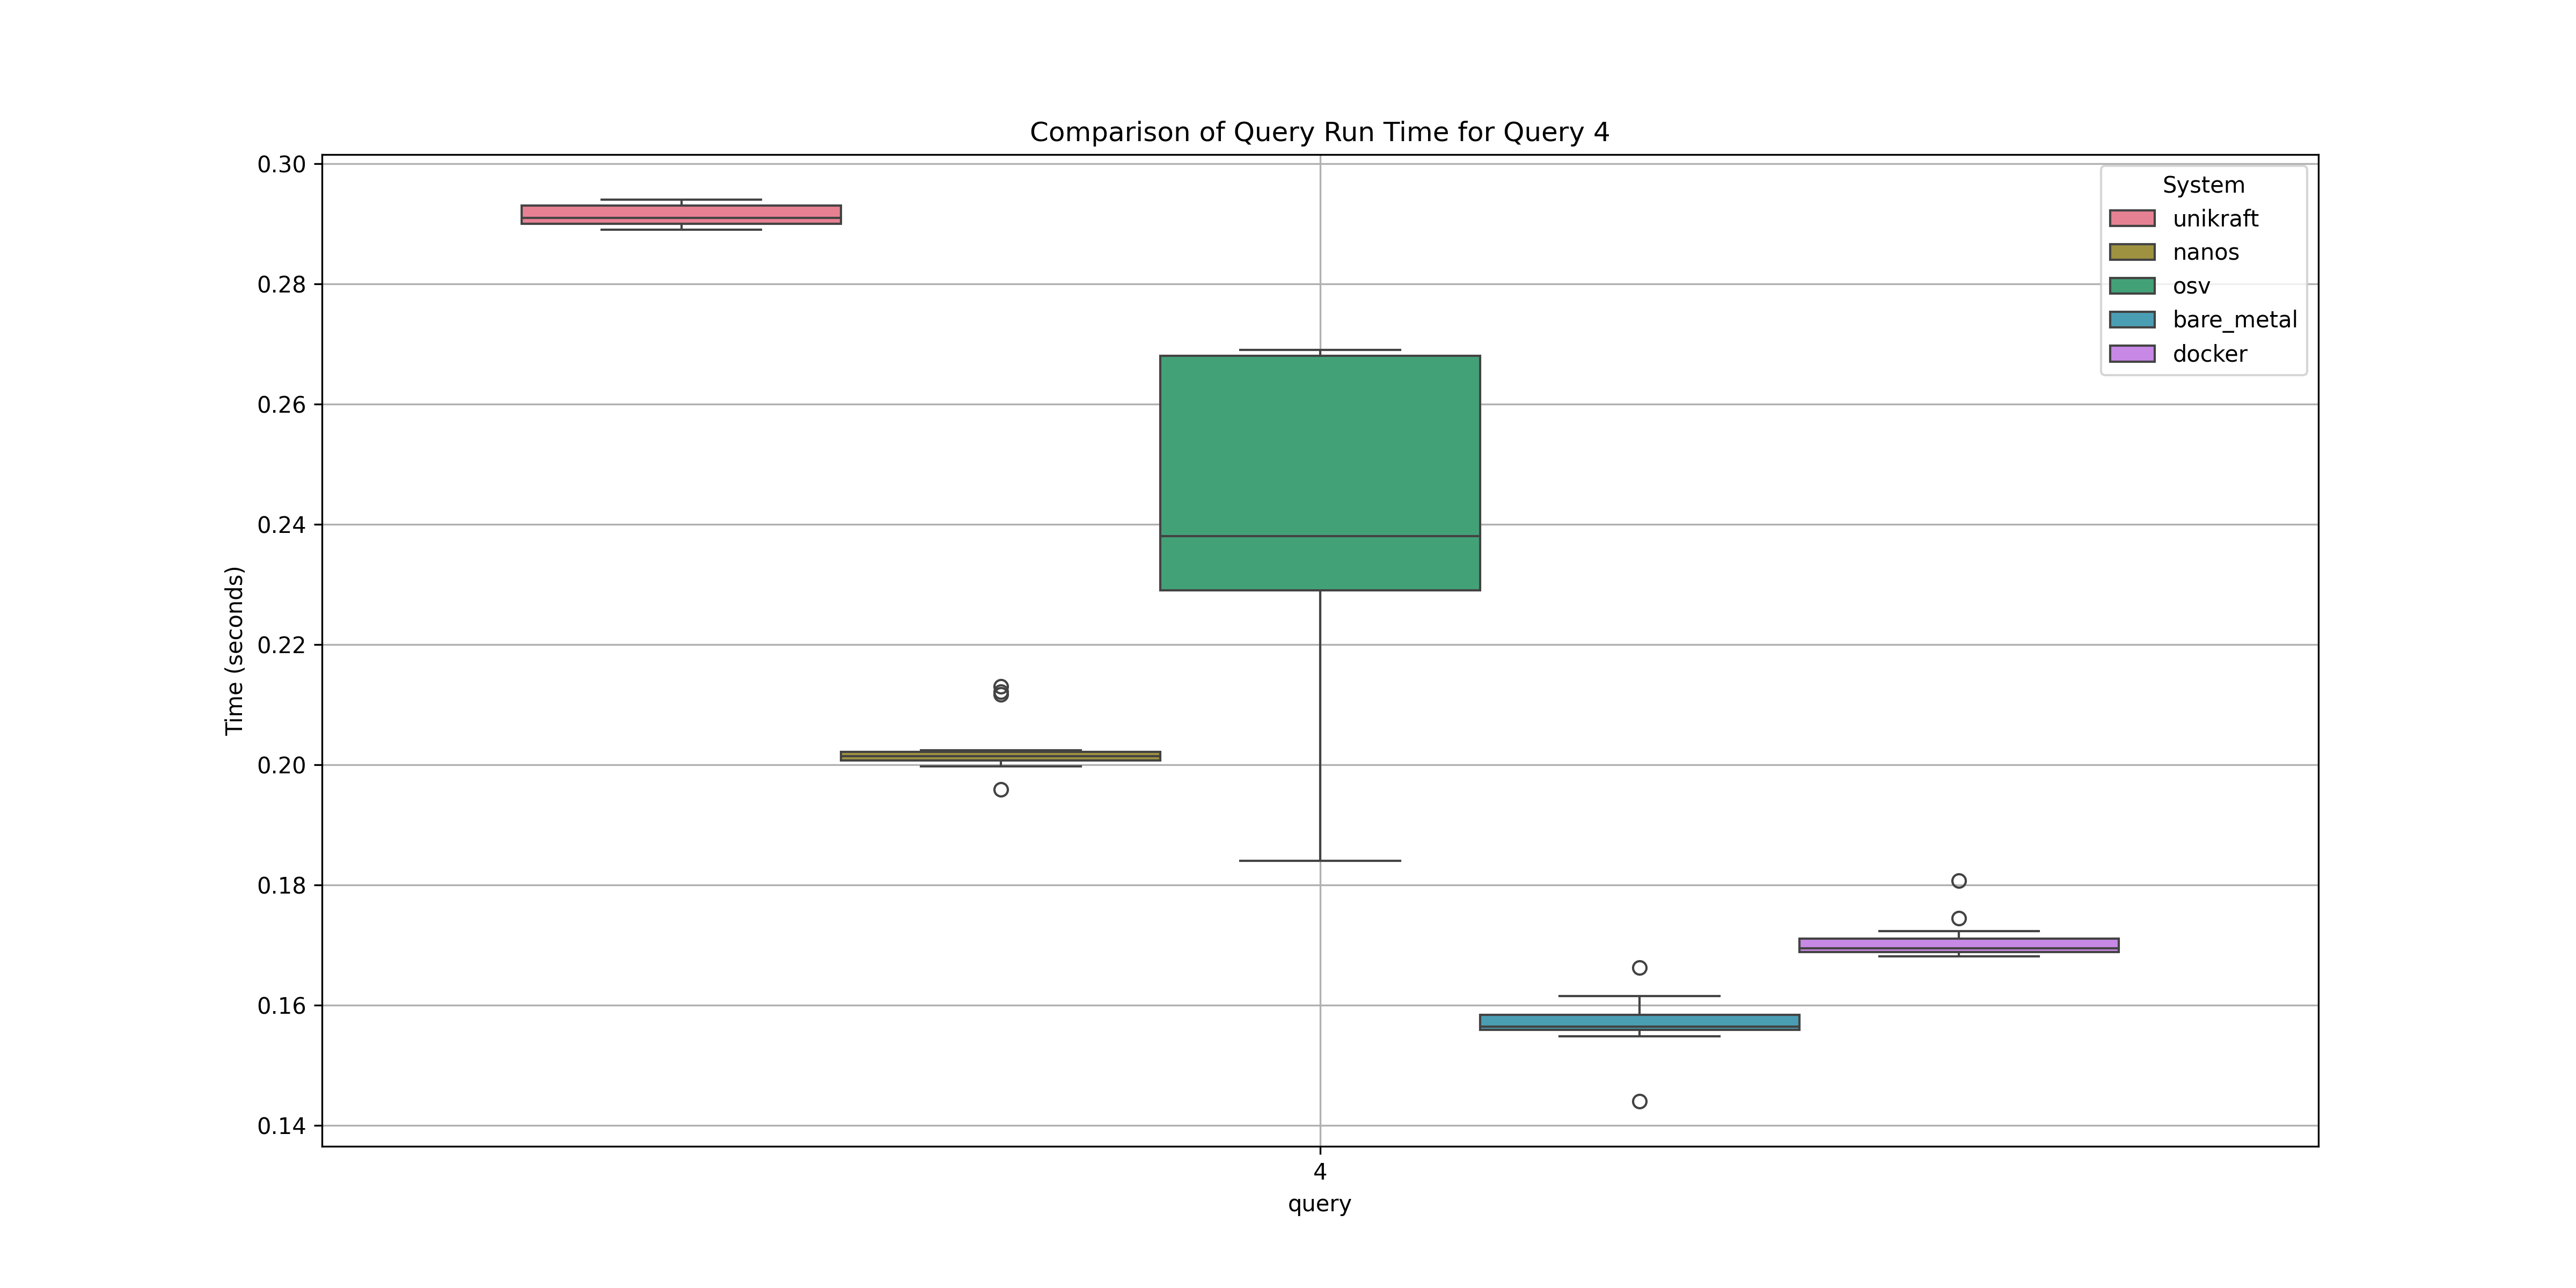 Comparison of Query Run Time for Query 4
0.30
0.28
0.26
0.24
0.22
0.20
0.18
0.16
0.14
Time (seconds)
System
unikraft
nanos
osv
bare_metal
docker
4
query